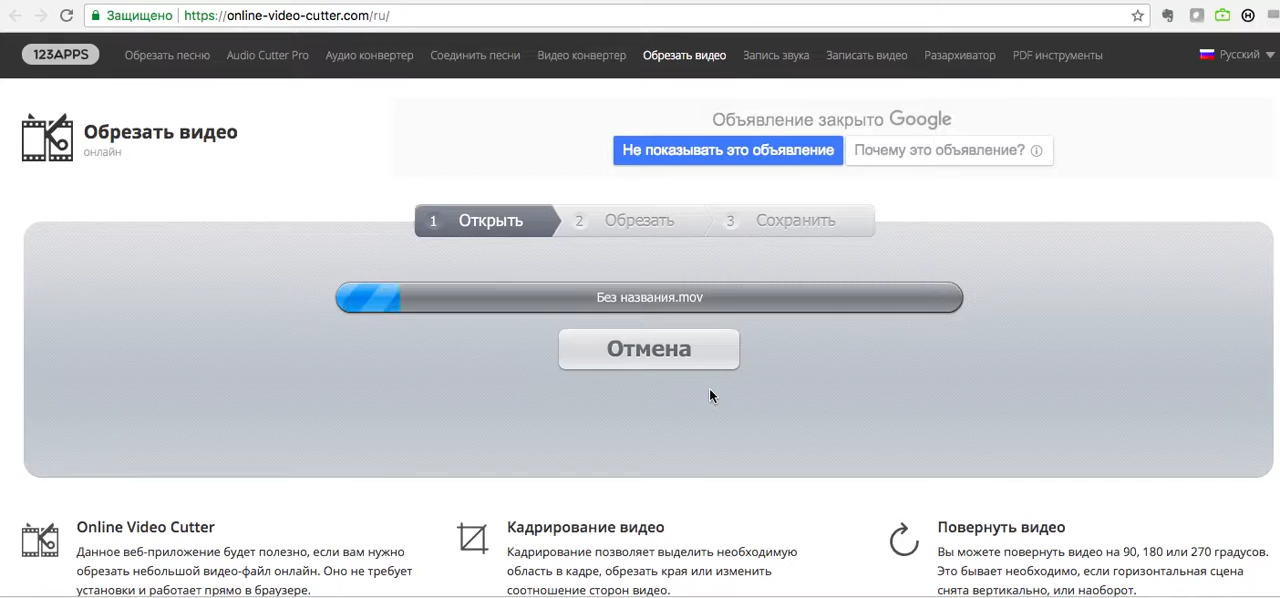 Защищено https://online-video-cutter.com/ru/
123APPS Обрезать песню Audio Cutter Pro Аудио конвертер Соединить песни Видео конвертер Обрезать видео Запись звука Записать видео Разархиватор PDF инструменты Русский
Обрезать видео
онлайн
Объявление закрыто Google
Не показывать это объявление Почему это объявление?
1 Открыть 2 Обрезать 3 Сохранить
Без названия.mov
Отмена
Online Video Cutter
Данное веб-приложение будет полезно, если вам нужно
обрезать небольшой видео-файл онлайн. Оно не требует
установки и работает прямо в браузере.
Кадрирование видео
Кадрирование позволяет выделить необходимую
область в кадре, обрезать края или изменить
соотношение сторон видео.
Повернуть видео
Вы можете повернуть видео на 90, 180 или 270 градусов.
Это бывает необходимо, если горизонтальная сцена
снята вертикально, или наоборот.